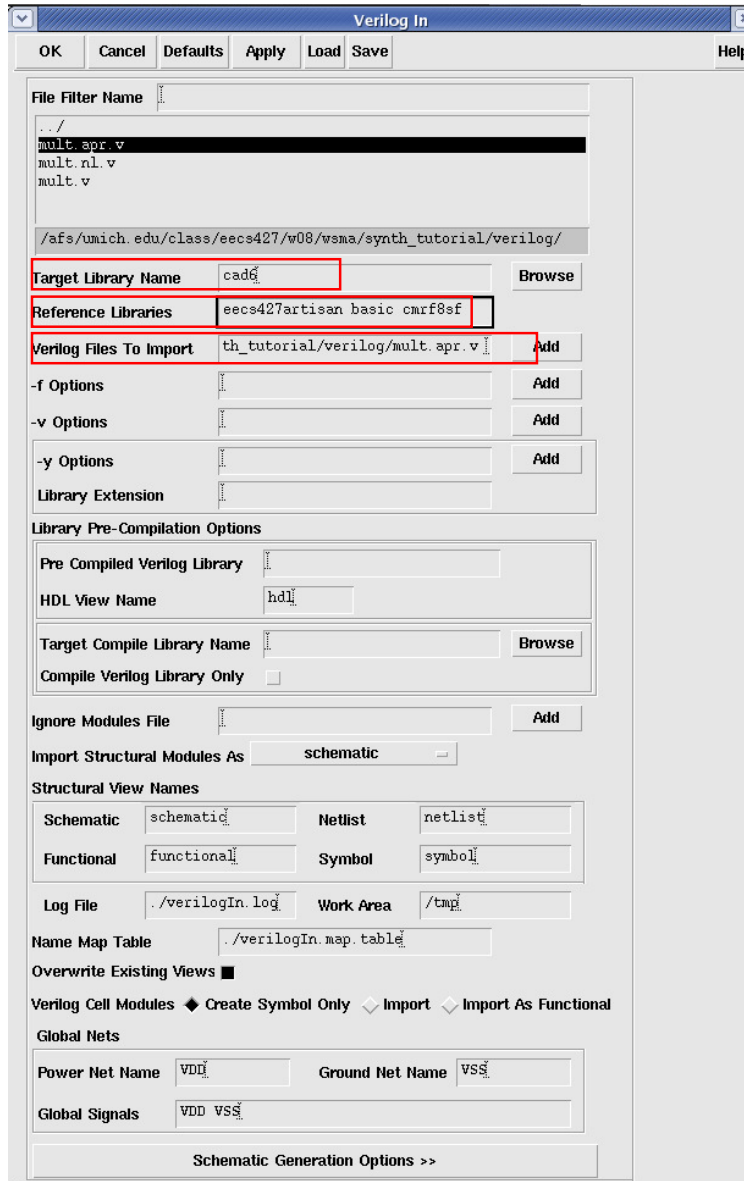 Verilog In
OK Cancel Defaults Apply Load Save Help
File Filter Name
../
mult.apr.v
mult.nl.v
mult.v
/afs/umich.edu/class/eecs427/w08/wsma/synth_tutorial/verilog/
Target Library Name cad6 Browse
Reference Libraries eecs427artisan basic cmrf8sf
Verilog Files To Import th_tutorial/verilog/mult.apr.v Add
-f Options Add
-v Options Add
-y Options Add
Library Extension
Library Pre-Compilation Options
Pre Compiled Verilog Library
HDL View Name hdl
Target Compile Library Name Browse
Compile Verilog Library Only
Ignore Modules File Add
Import Structural Modules As schematic
Structural View Names
Schematic schematic Netlist netlist
Functional functional Symbol symbol
Log File ./verilogIn.log Work Area /tmp
Name Map Table ./verilogIn.map.table
Overwrite Existing Views
Verilog Cell Modules Create Symbol Only Import Import As Functional
Global Nets
Power Net Name VDD Ground Net Name VSS
Global Signals VDD VSS
Schematic Generation Options >>